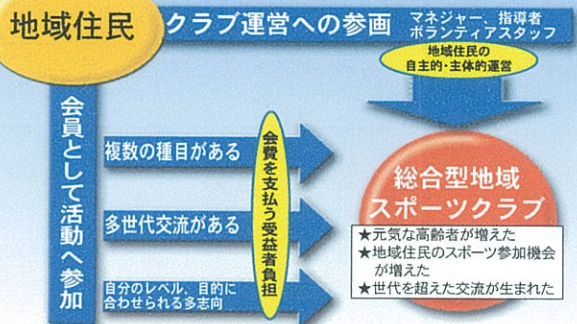 地域住民
クラブ運営への参画
マネジャー、指導者
ボランティアスタッフ
地域住民の
自主的・主体的運営
会員として活動へ参加
複数の種目がある
多世代交流がある
自分のレベル、目的に
合わせられる多志向
会費を支払う受益者負担
総合型地域
スポーツクラブ
★元気な高齢者が増えた
★地域住民のスポーツ参加機会
が増えた
★世代を超えた交流が生まれた